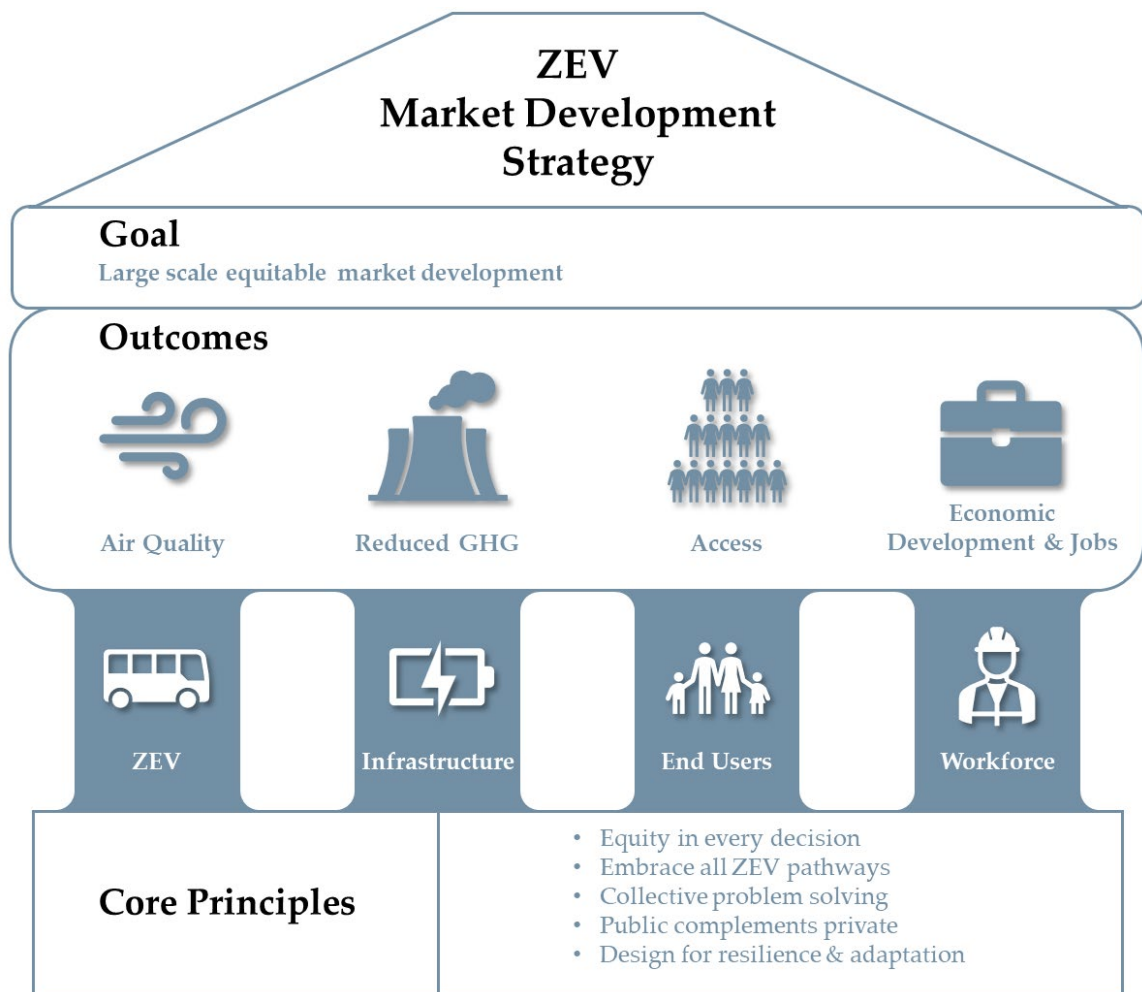 ZEV
Market Development
Strategy
Goal
Large scale equitable market development
Outcomes
Air Quality
Reduced GHG
Access
Economic
Development & Jobs
ZEV
Infrastructure
End Users
Workforce
Core Principles
• Equity in every decision
• Embrace all ZEV pathways
• Collective problem solving
• Public complements private
• Design for resilience & adaptation